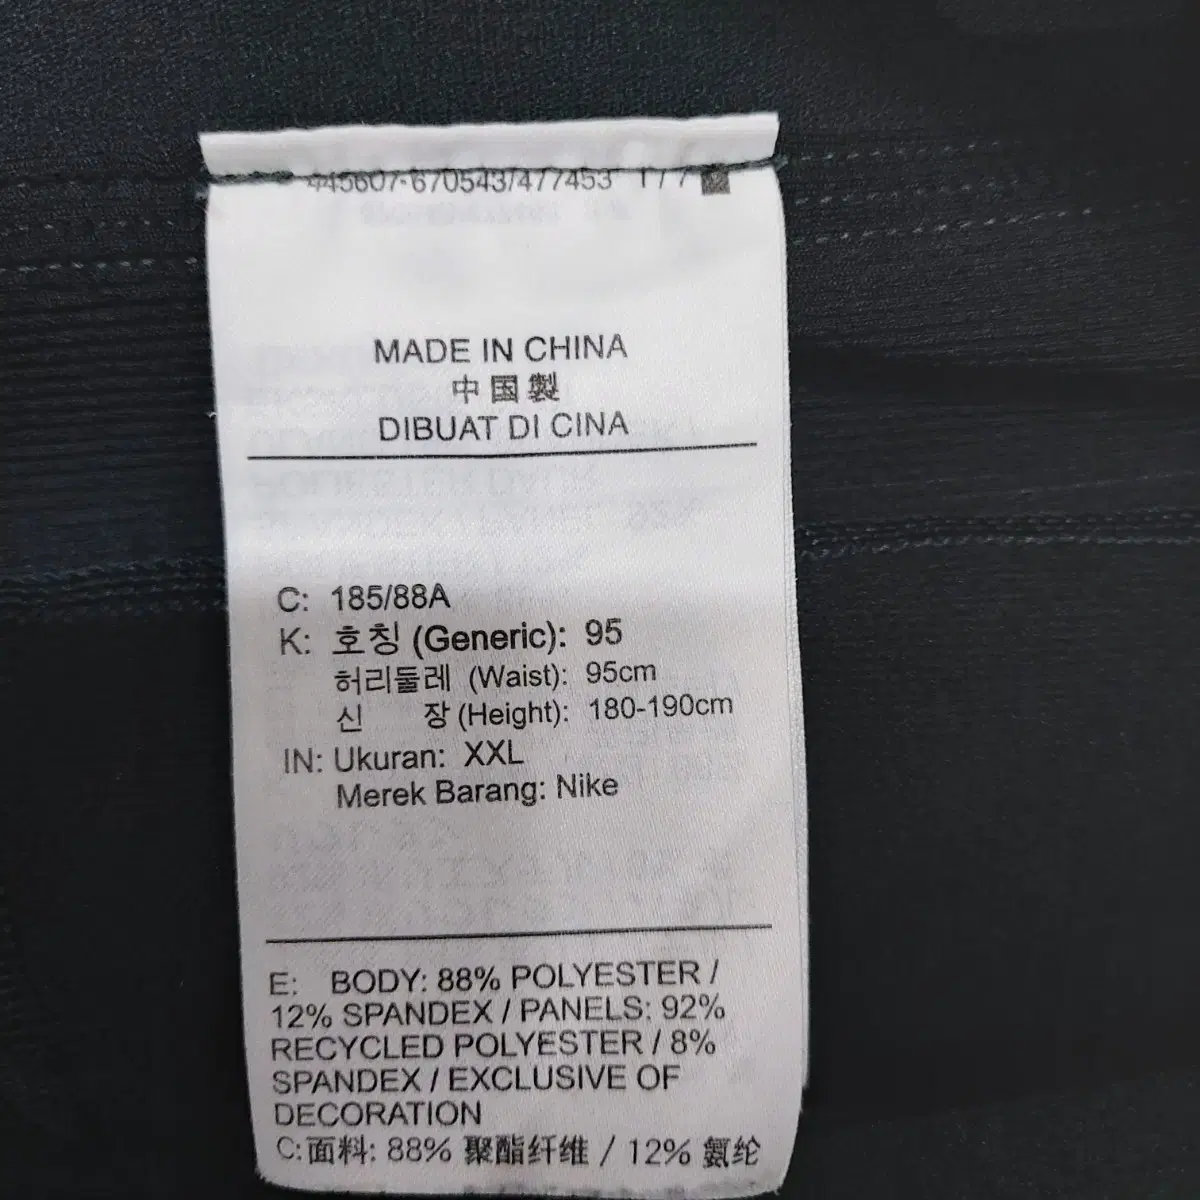 445607-670543/477453 1 / 7
MADE IN CHINA
中国製
DIBUAT DI CINA
C: 185/88A
K: 호칭 (Generic): 95
허리둘레 (Waist): 95cm
신 장 (Height): 180-190cm
IN: Ukuran: XXL
Merek Barang: Nike
E: BODY: 88% POLYESTER /
12% SPANDEX / PANELS: 92%
RECYCLED POLYESTER / 8%
SPANDEX / EXCLUSIVE OF
DECORATION
C:面料: 88% 聚酯纤维 / 12% 氨纶